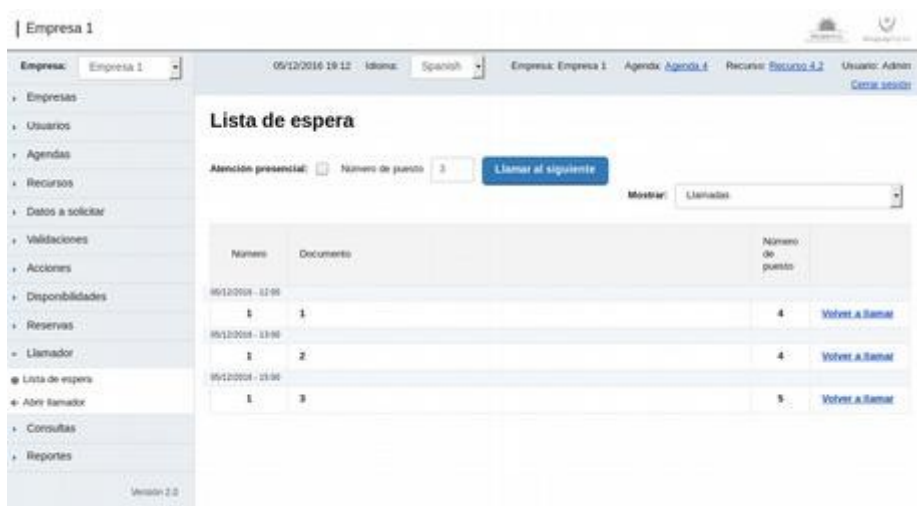 Empresa 1
Empresa: Empresa 1
05/12/2016 19:12 Idioma: Spanish Empresa: Empresa 1 Agenda: Agenda 4 Recurso: Recurso 4.2 Usuario: Admin
Cerrar sesión
Empresas
Usuarios
Agendas
Recursos
Datos a solicitar
Validaciones
Acciones
Disponibilidades
Reservas
Llamador
Lista de espera
Abrir llamador
Consultas
Reportes
Versión 2.0
Lista de espera
Atención presencial: Número de puesto 3 Llamar al siguiente
Mostrar: Llamadas
Número Documento Número de puesto
05/12/2016 - 12:00
1 1 4 Volver a llamar
05/12/2016 - 13:00
1 2 4 Volver a llamar
05/12/2016 - 15:00
1 3 5 Volver a llamar